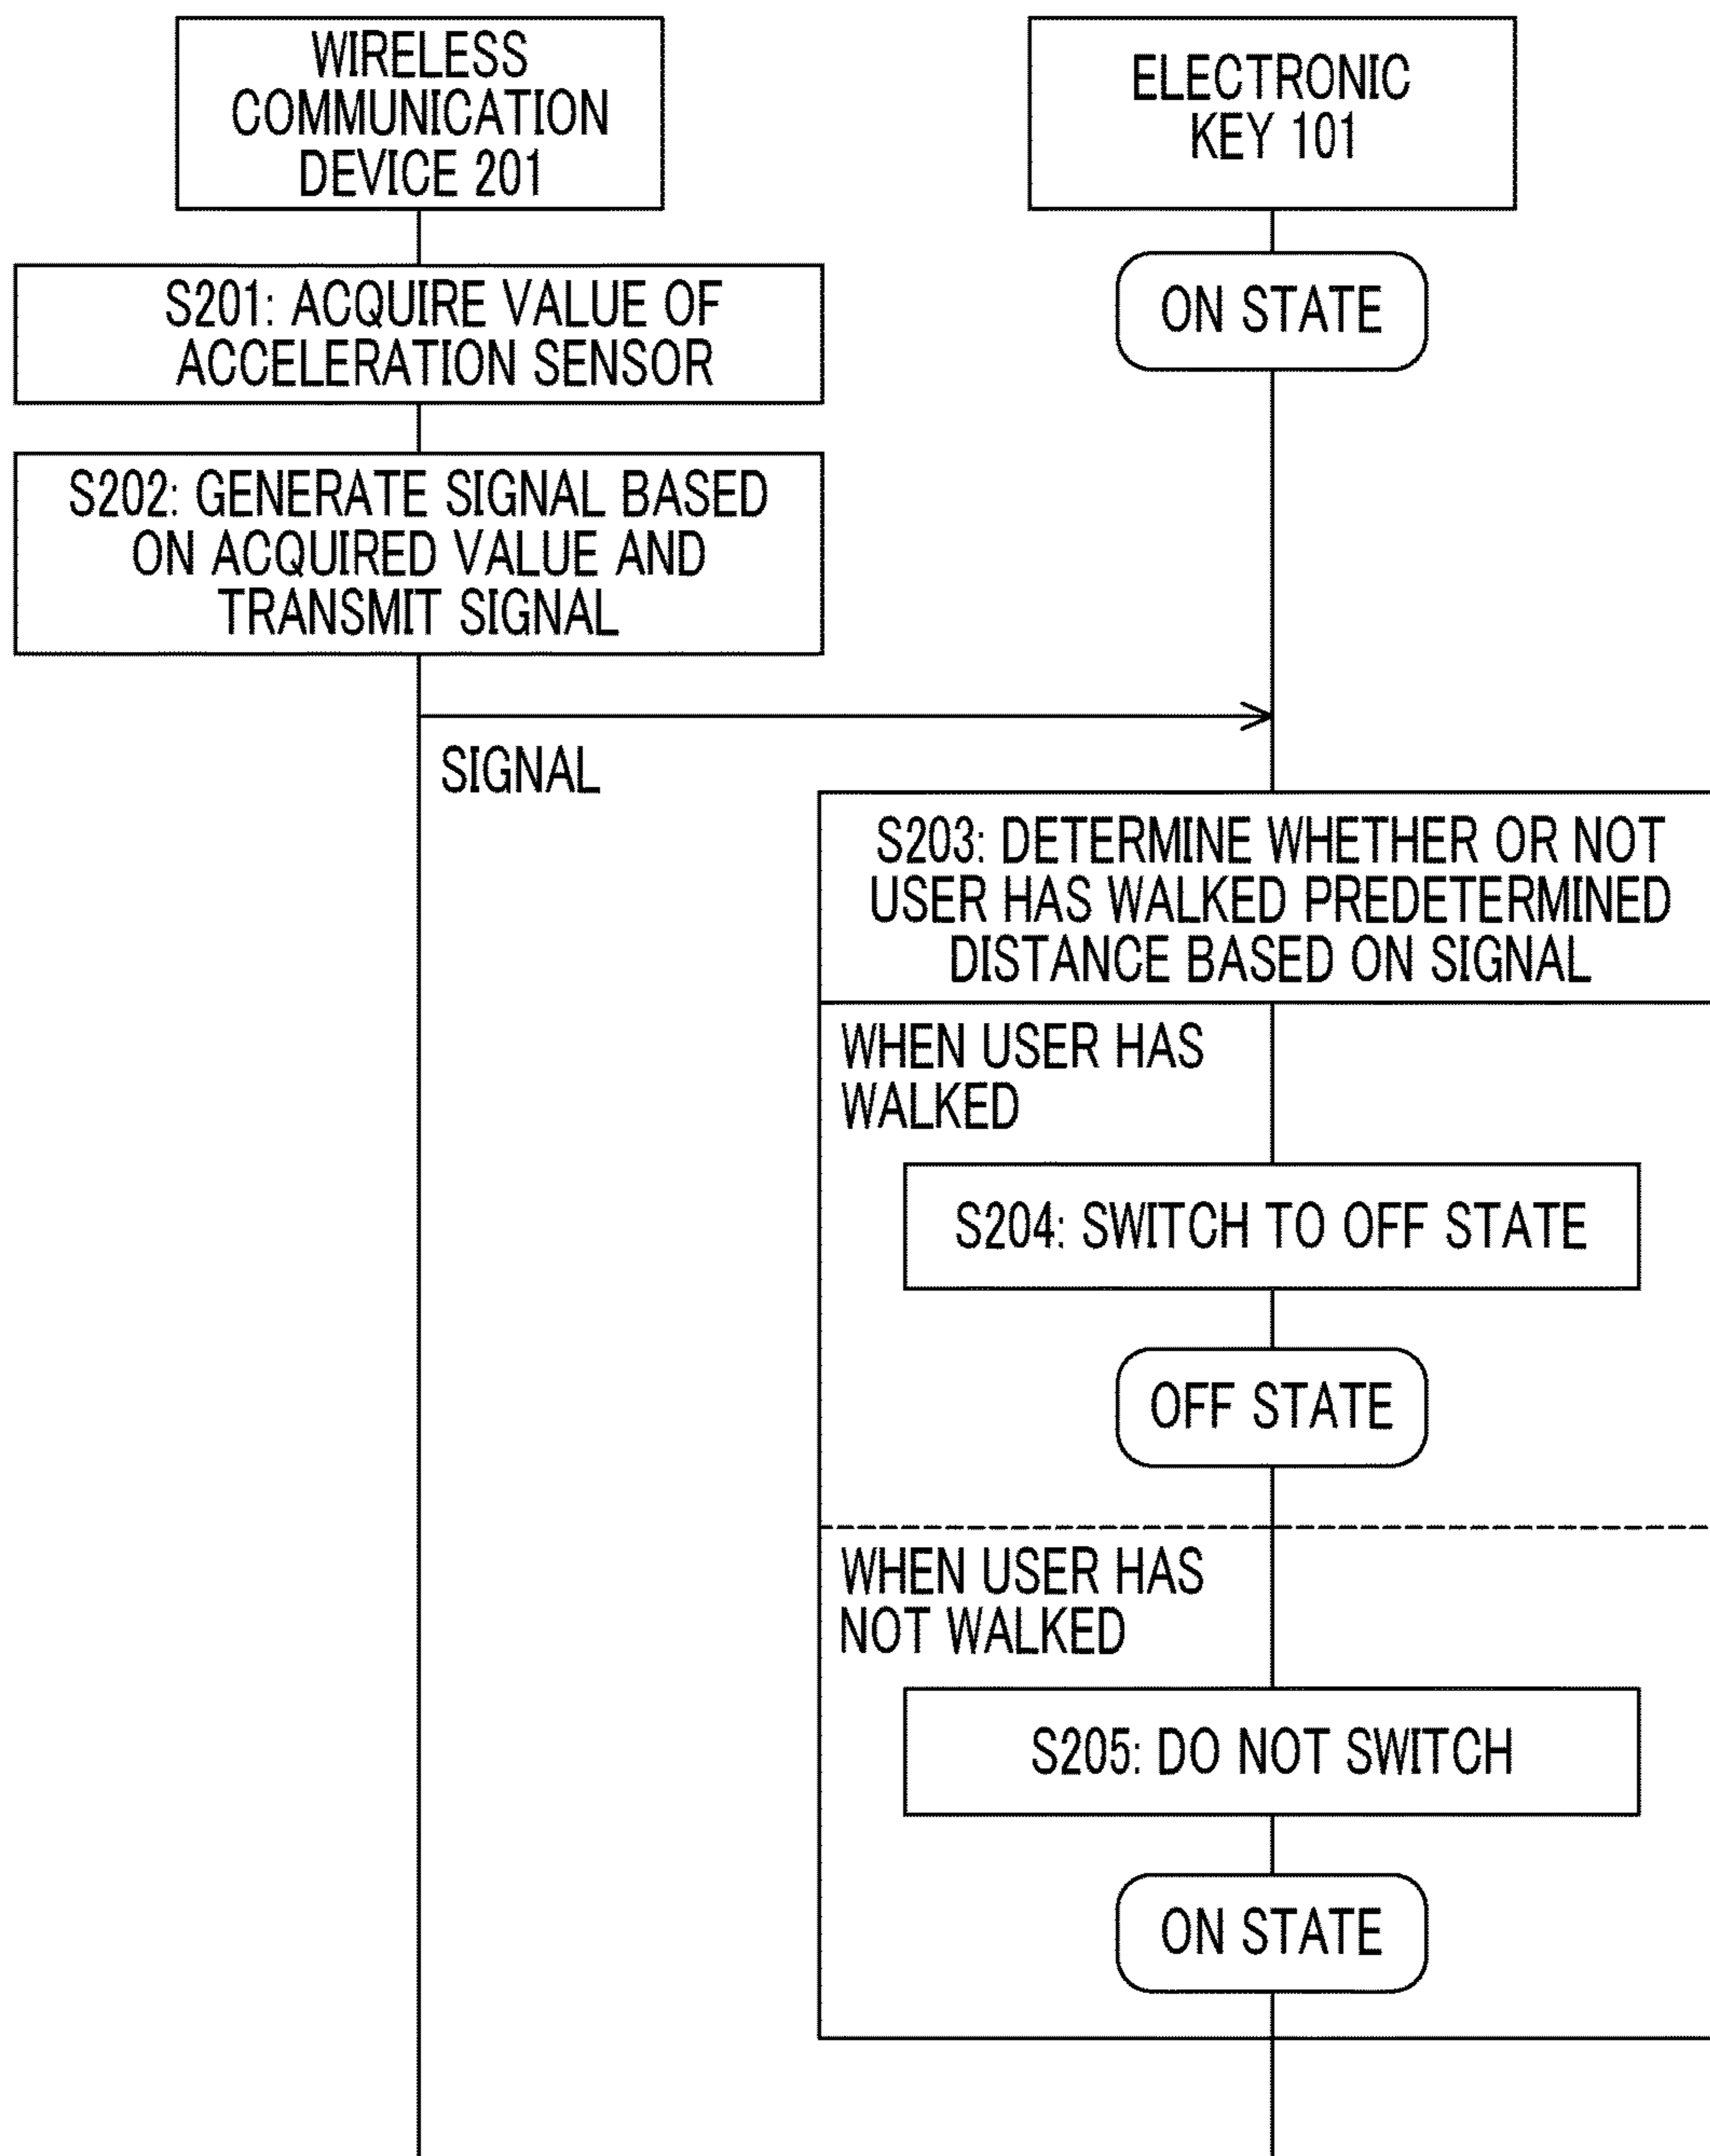 WIRELESS
COMMUNICATION
DEVICE 201
ELECTRONIC
KEY 101
S201: ACQUIRE VALUE OF
ACCELERATION SENSOR
ON STATE
S202: GENERATE SIGNAL BASED
ON ACQUIRED VALUE AND
TRANSMIT SIGNAL
SIGNAL
S203: DETERMINE WHETHER OR NOT
USER HAS WALKED PREDETERMINED
DISTANCE BASED ON SIGNAL
WHEN USER HAS
WALKED
S204: SWITCH TO OFF STATE
OFF STATE
WHEN USER HAS
NOT WALKED
S205: DO NOT SWITCH
ON STATE